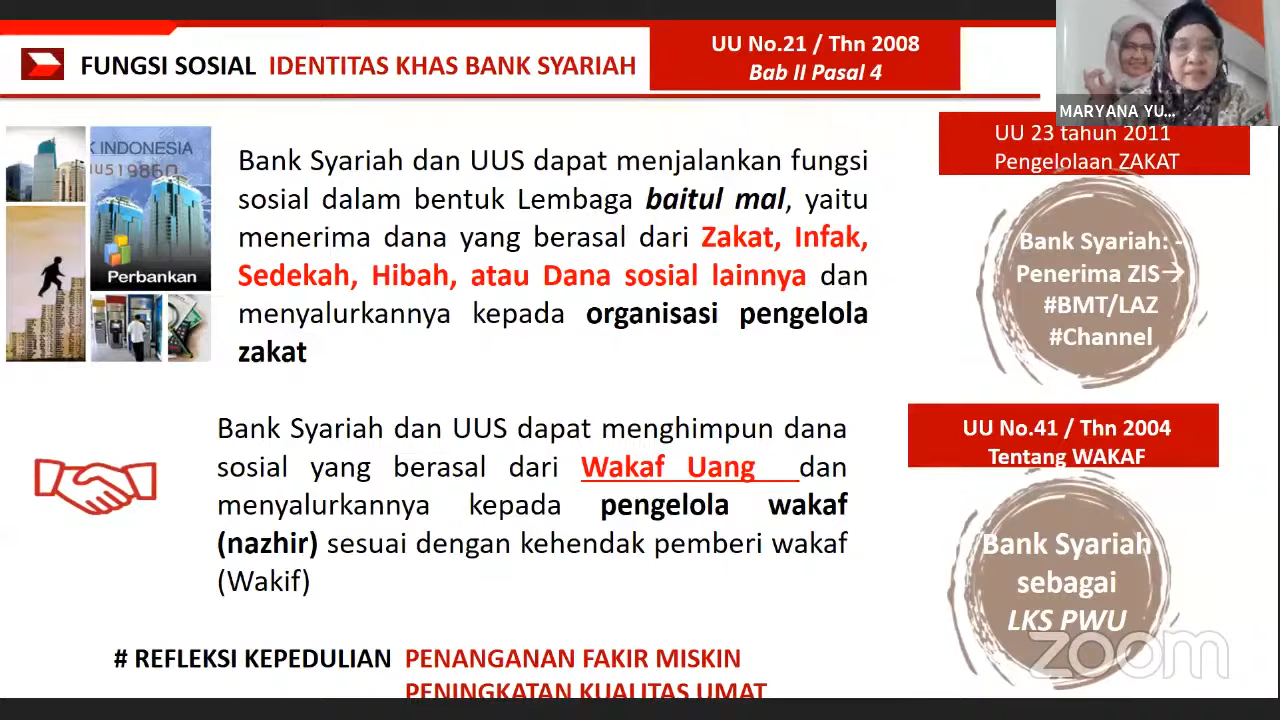 FUNGSI SOSIAL IDENTITAS KHAS BANK SYARIAH
UU No.21 / Thn 2008
Bab II Pasal 4
MARYANA YU...
UU 23 tahun 2011
Pengelolaan ZAKAT
K INDONESIA
Perbankan
Bank Syariah dan UUS dapat menjalankan fungsi
sosial dalam bentuk Lembaga baitul mal, yaitu
menerima dana yang berasal dari Zakat, Infak,
Sedekah, Hibah, atau Dana sosial lainnya dan
menyalurkannya kepada organisasi pengelola
zakat
Bank Syariah: -
Penerima ZIS→
#BMT/LAZ
#Channel
Bank Syariah dan UUS dapat menghimpun dana
sosial yang berasal dari Wakaf Uang dan
menyalurkannya kepada pengelola wakaf
(nazhir) sesuai dengan kehendak pemberi wakaf
(Wakif)
UU No.41 / Thn 2004
Tentang WAKAF
Bank Syariah
sebagai
LKS PWU
# REFLEKSI KEPEDULIAN PENANGANAN FAKIR MISKIN
PENINGKATAN KUALITAS UMAT
zoom